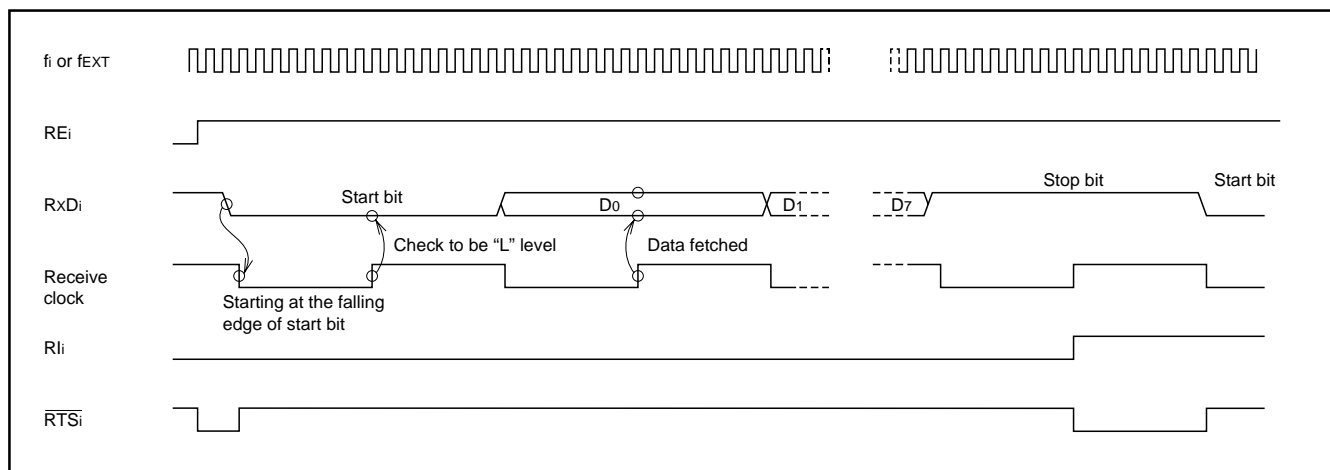 fi or fEXT
REi
RxDi
Start bit
D0
D1
D7
Stop bit
Start bit
Check to be “L” level
Data fetched
Receive
clock
Starting at the falling
edge of start bit
RIi
RTSi